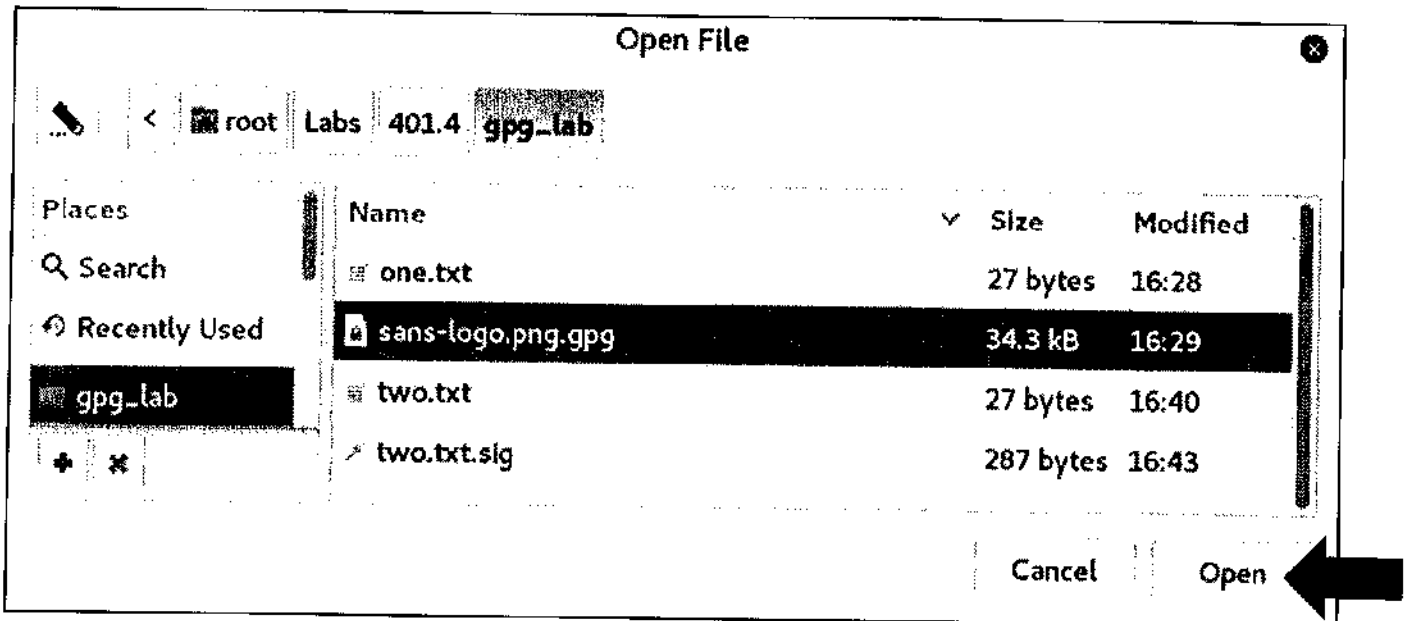 Open File
< root Labs 401.4 gpg_lab
Places Name Size Modified
Search one.txt 27 bytes 16:28
Recently Used sans-logo.png.gpg 34.3 kB 16:29
gpg_lab two.txt 27 bytes 16:40
two.txt.sig 287 bytes 16:43
Cancel Open